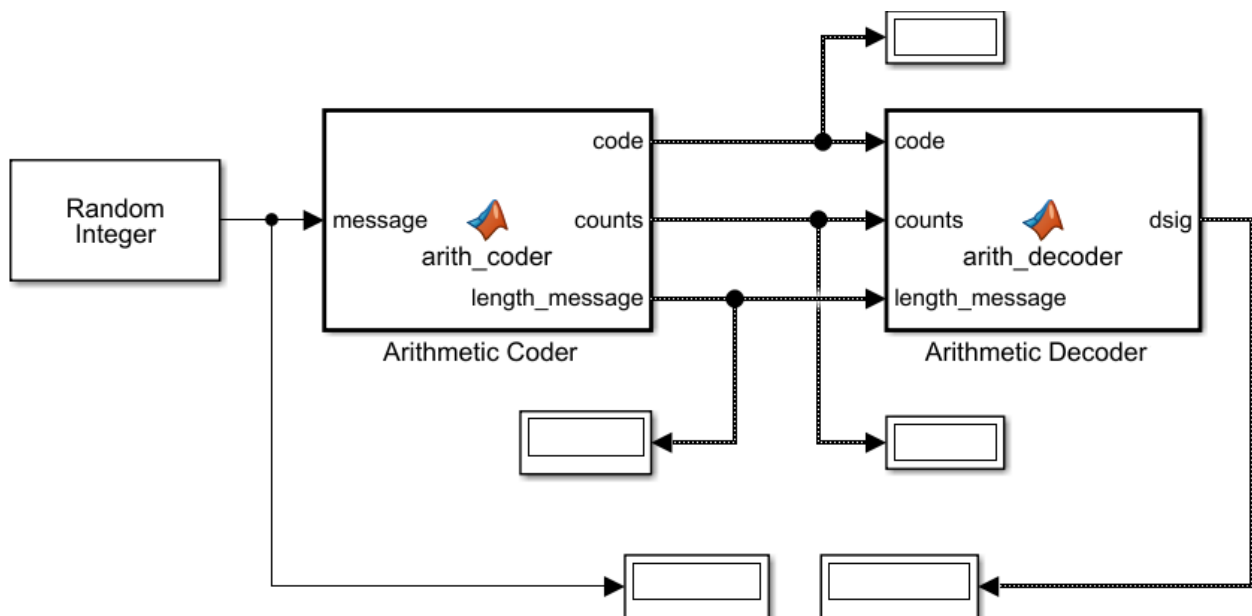 Random
Integer
message
arith_coder
code
counts
length_message
Arithmetic Coder
code
counts
length_message
arith_decoder
dsig
Arithmetic Decoder